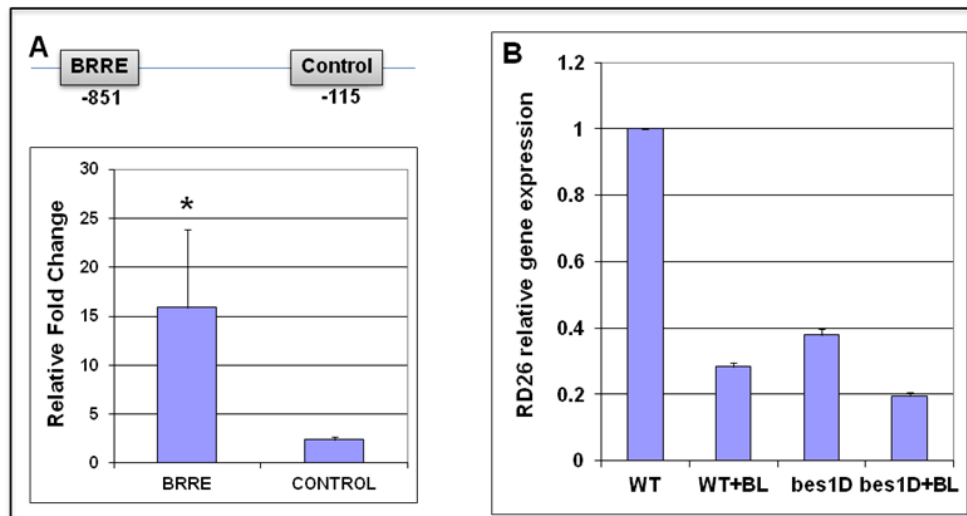 A
BRRE Control
-851 -115
Relative Fold Change
30
25
20
15
10
5
0
*
BRRE CONTROL
B
RD26 relative gene expression
1.2
1
0.8
0.6
0.4
0.2
0
WT WT+BL bes1D bes1D+BL